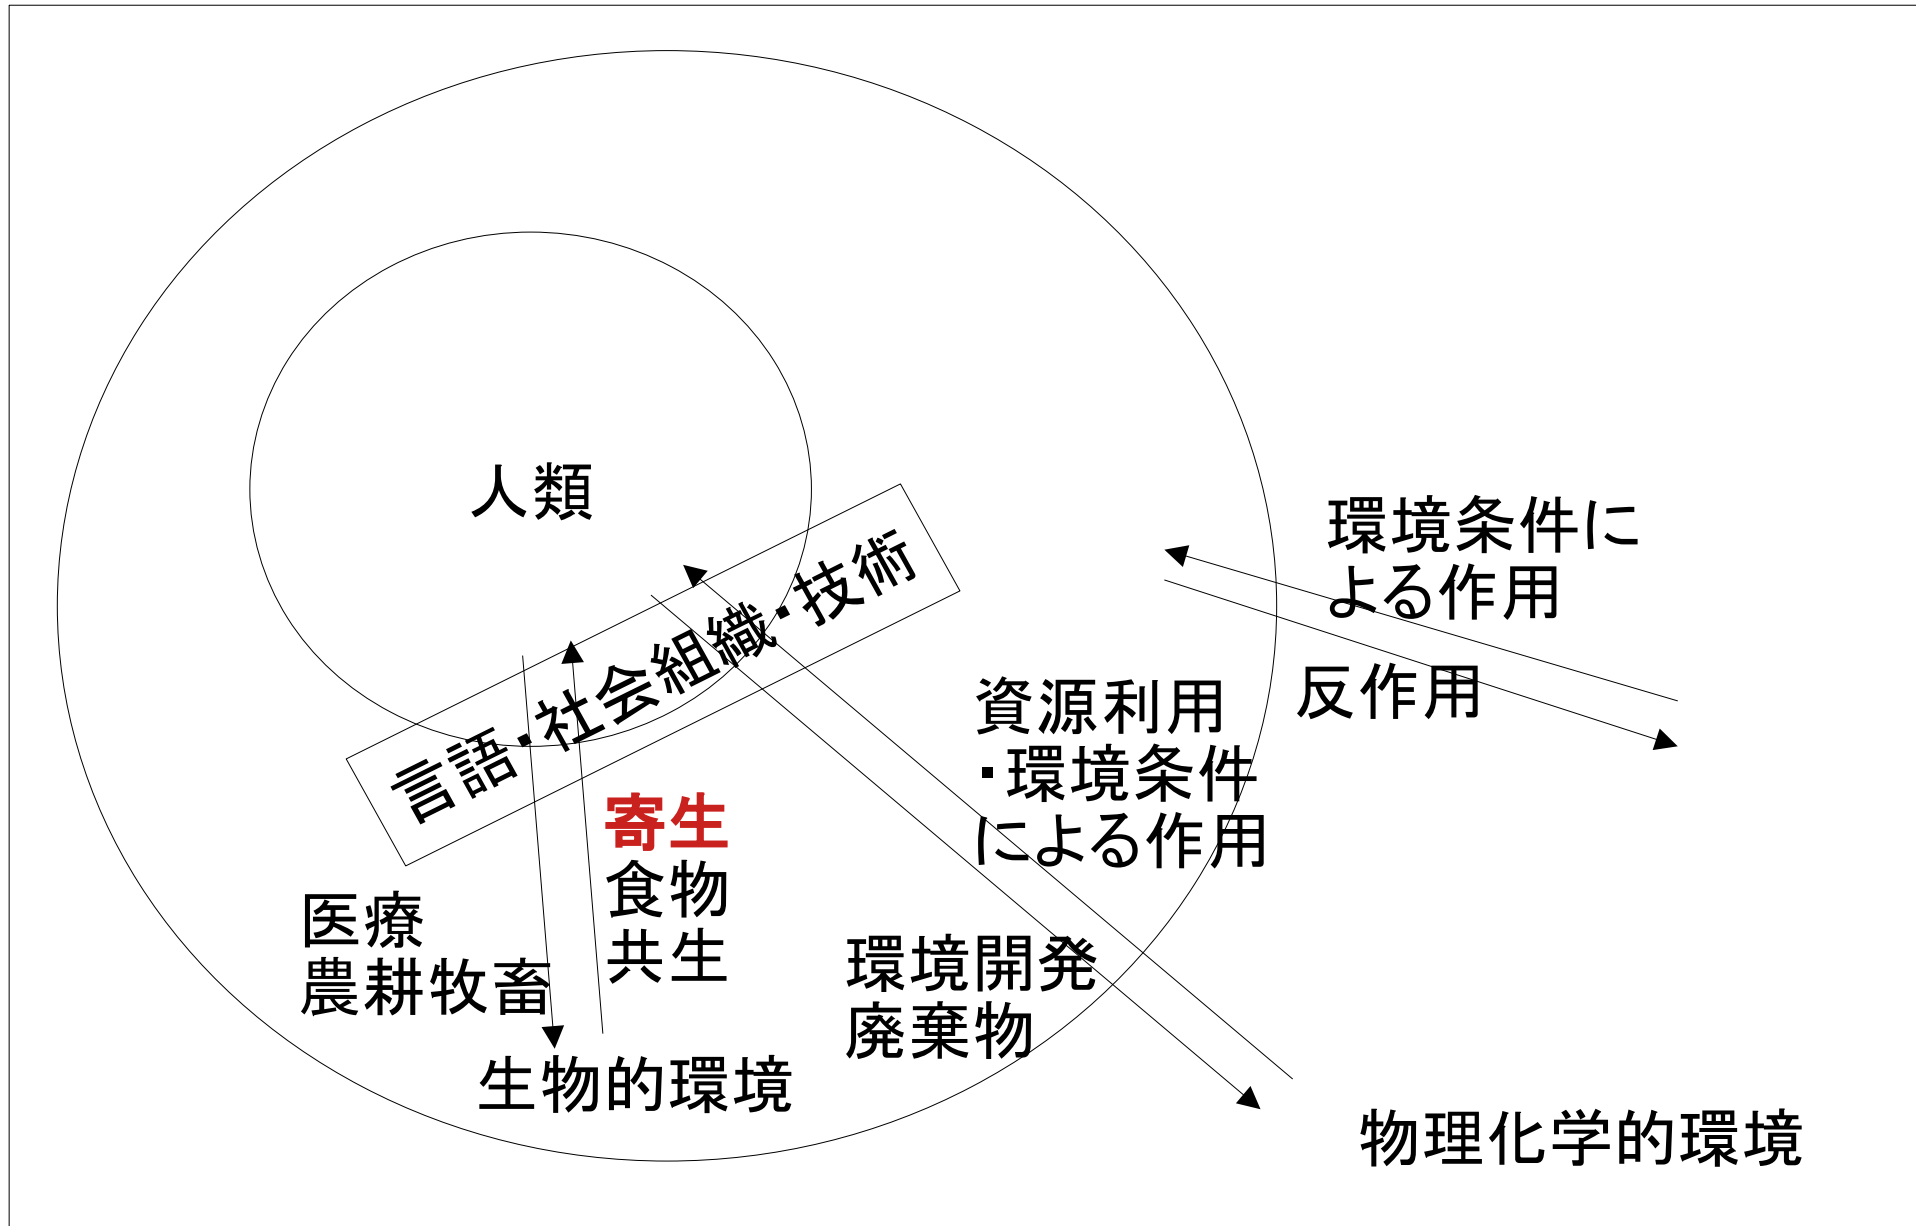 人類
言語・社会組織・技術
環境条件に
よる作用
反作用
資源利用
・環境条件
による作用
寄生
食物
共生
医療
農耕牧畜
環境開発
廃棄物
生物的環境
物理化学的環境